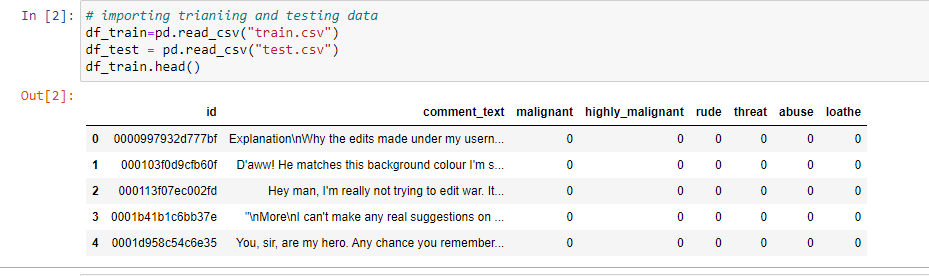 In [2]: # importing trianiing and testing data
df_train=pd.read_csv("train.csv")
df_test = pd.read_csv("test.csv")
df_train.head()
Out[2]:
id comment_text malignant highly_malignant rude threat abuse loathe
0 0000997932d777bf Explanation\nWhy the edits made under my usern... 0 0 0 0 0 0
1 000103f0d9cfb60f D'aww! He matches this background colour I'm s... 0 0 0 0 0 0
2 000113f07ec002fd Hey man, I'm really not trying to edit war. It... 0 0 0 0 0 0
3 0001b41b1c6bb37e "\nMore\nI can't make any real suggestions on ... 0 0 0 0 0 0
4 0001d958c54c6e35 You, sir, are my hero. Any chance you remember... 0 0 0 0 0 0